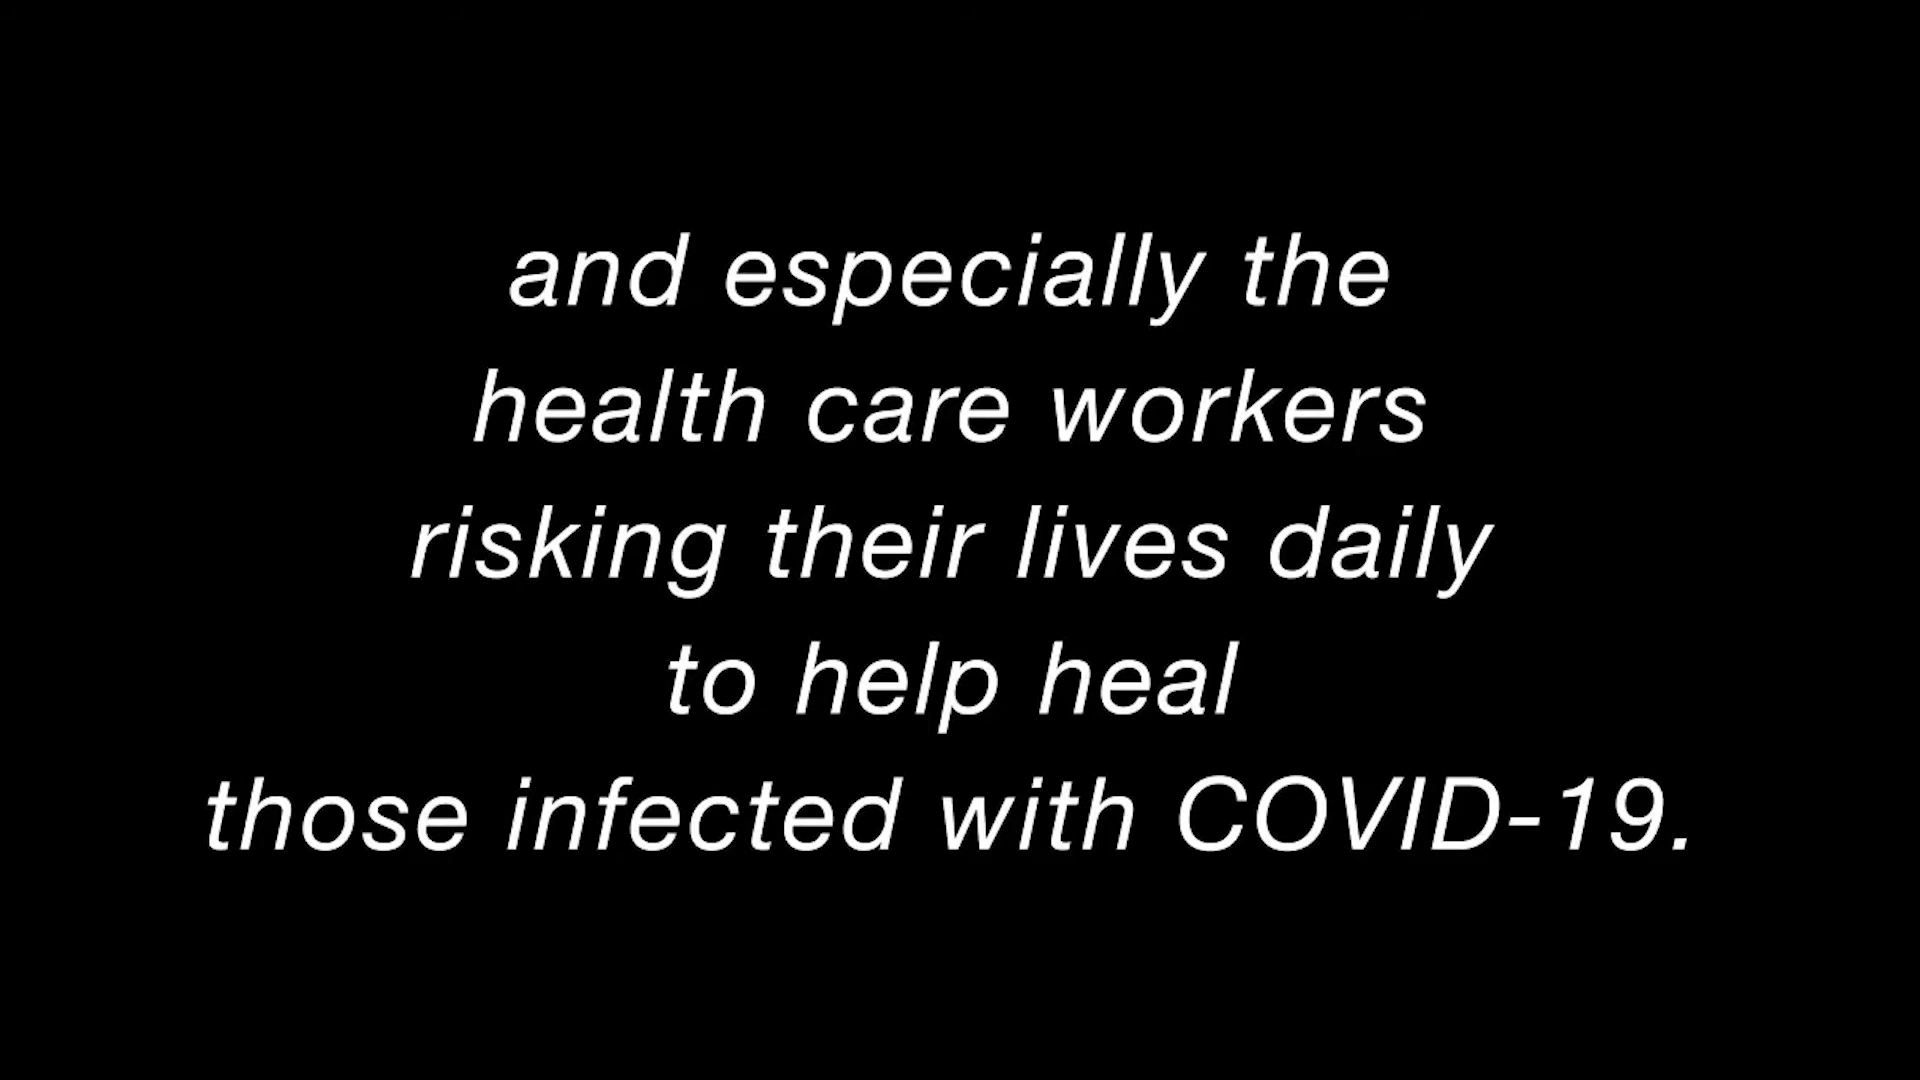 and especially the
health care workers
risking their lives daily
to help heal
those infected with COVID-19.